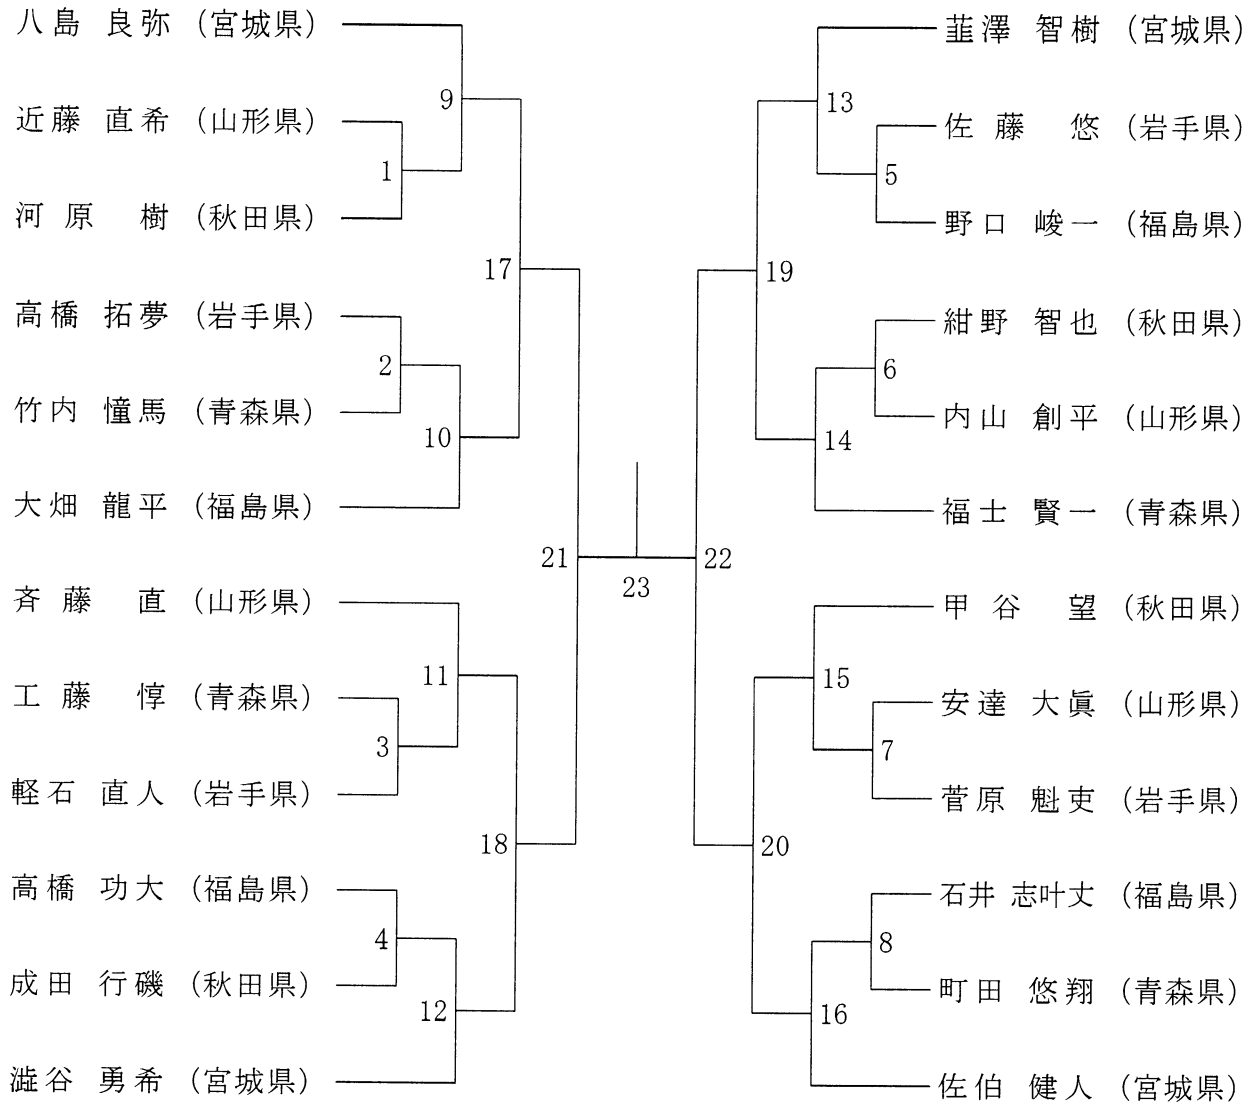 八島 良弥 (宮城県)
近藤 直希 (山形県)
河原 樹 (秋田県)
高橋 拓夢 (岩手県)
竹内 憧馬 (青森県)
大畑 龍平 (福島県)
斉藤 直 (山形県)
工藤 惇 (青森県)
軽石 直人 (岩手県)
高橋 功大 (福島県)
成田 行磯 (秋田県)
澁谷 勇希 (宮城県)
1
2
3
4
9
10
11
12
17
18
21
23
22
19
20
13
14
15
16
5
6
7
8
韮澤 智樹 (宮城県)
佐藤 悠 (岩手県)
野口 峻一 (福島県)
紺野 智也 (秋田県)
内山 創平 (山形県)
福士 賢一 (青森県)
甲谷 望 (秋田県)
安達 大眞 (山形県)
菅原 魁吏 (岩手県)
石井 志叶丈 (福島県)
町田 悠翔 (青森県)
佐伯 健人 (宮城県)